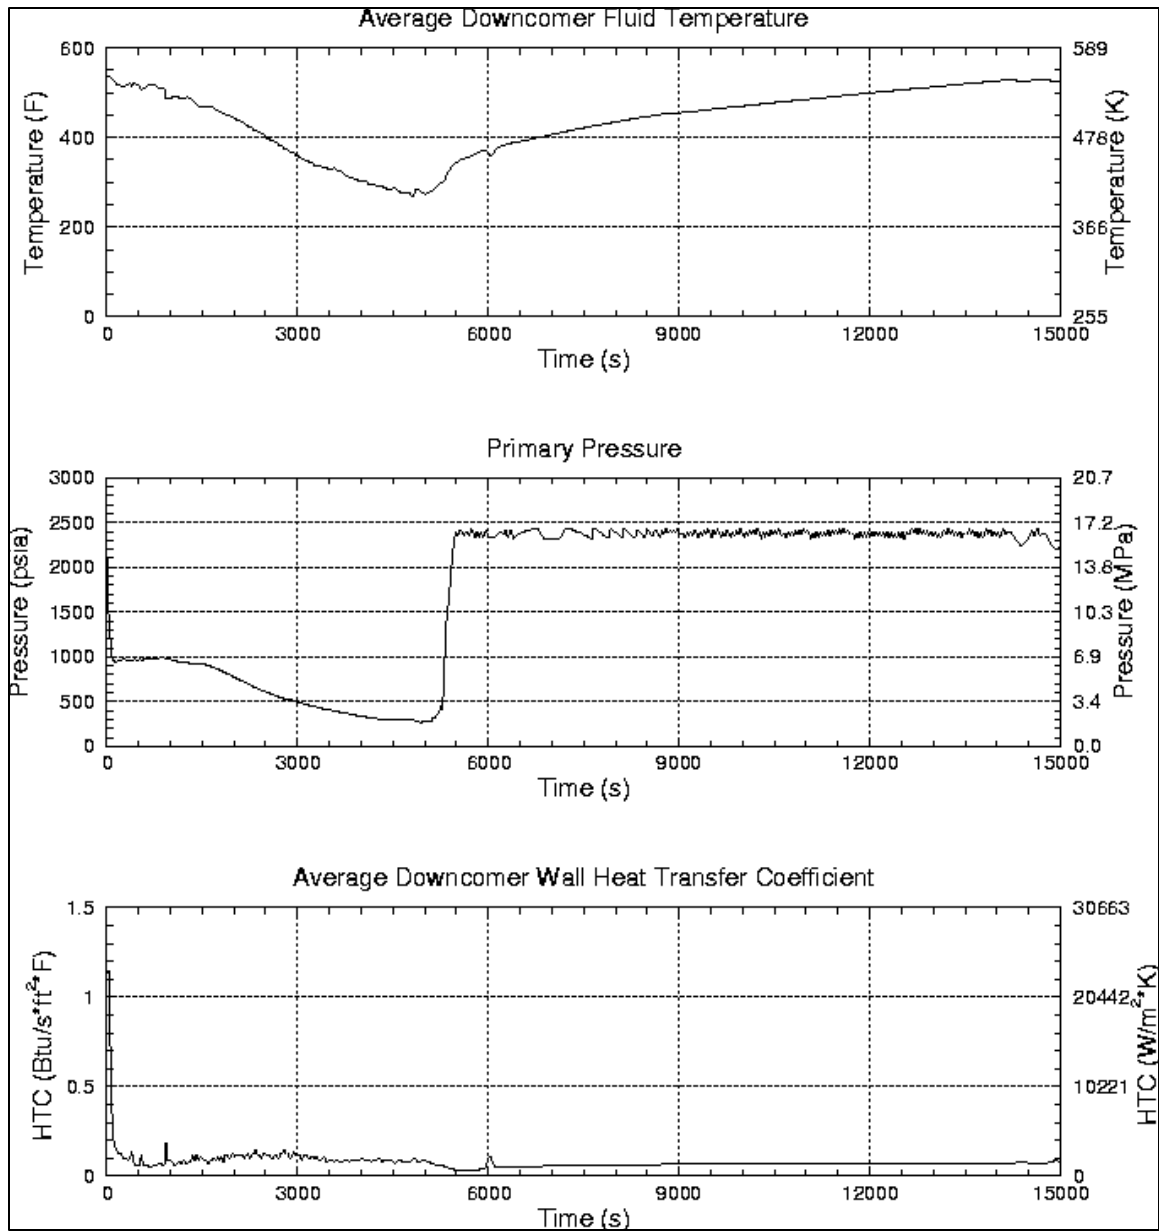 Average Downcomer Fluid Temperature
600 589
400 478
200 366
0 255
Temperature (F)
Temperature (K)
0 3000 6000 9000 12000 15000
Time (s)
Primary Pressure
3000 20.7
2500 17.2
2000 13.8
1500 10.3
1000 6.9
500 3.4
0 0.0
Pressure (psia)
Pressure (MPa)
0 3000 6000 9000 12000 15000
Time (s)
Average Downcomer Wall Heat Transfer Coefficient
1.5 30663
1 20442
0.5 10221
0 0
HTC (Btu/s*ft²*F)
HTC (W/m²*K)
0 3000 6000 9000 12000 15000
Time (s)